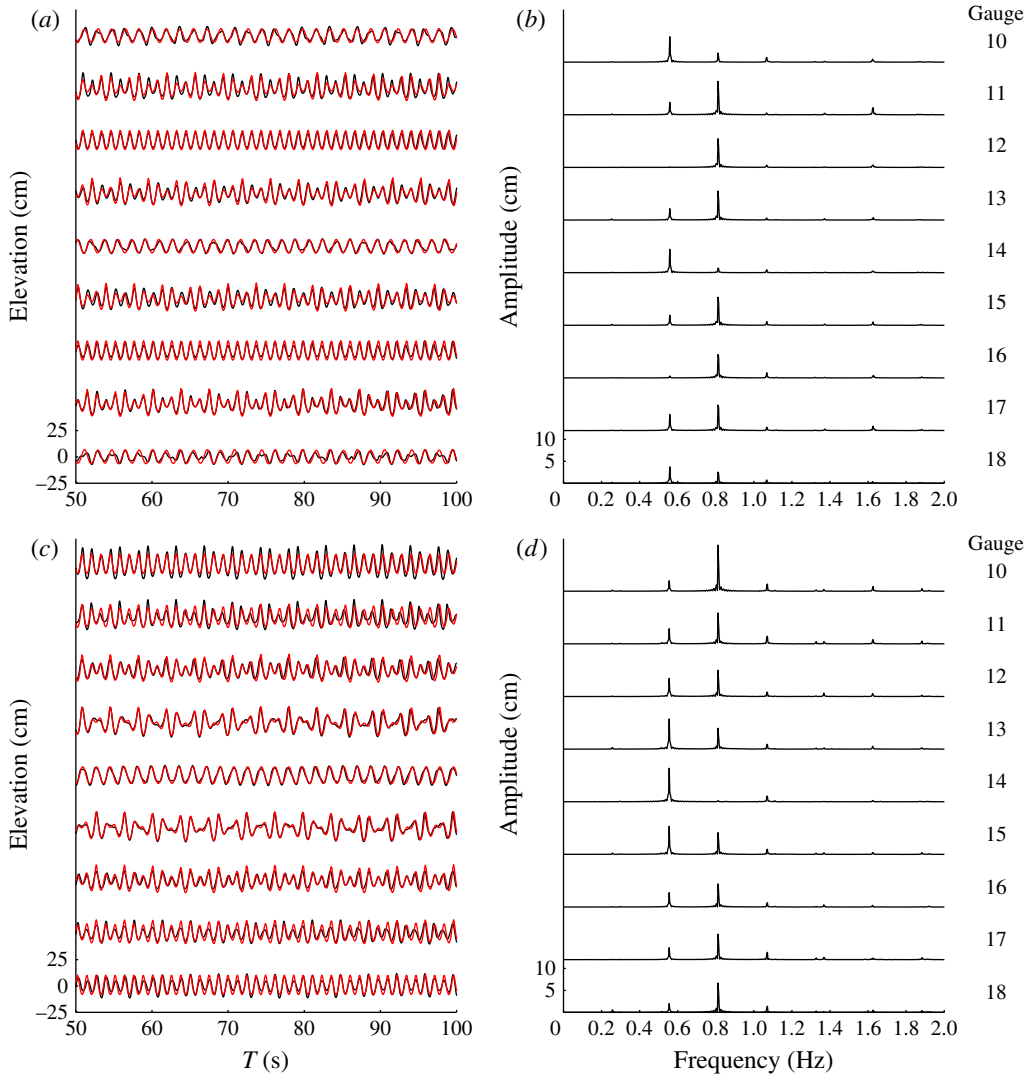 (a)
(b)
Gauge
10
11
12
13
14
15
16
17
18
Elevation (cm)
25
0
–25
50 60 70 80 90 100
Amplitude (cm)
10
5
0 0.2 0.4 0.6 0.8 1.0 1.2 1.4 1.6 1.8 2.0
(c)
(d)
Gauge
10
11
12
13
14
15
16
17
18
Elevation (cm)
25
0
–25
50 60 70 80 90 100
T (s)
Amplitude (cm)
10
5
0 0.2 0.4 0.6 0.8 1.0 1.2 1.4 1.6 1.8 2.0
Frequency (Hz)